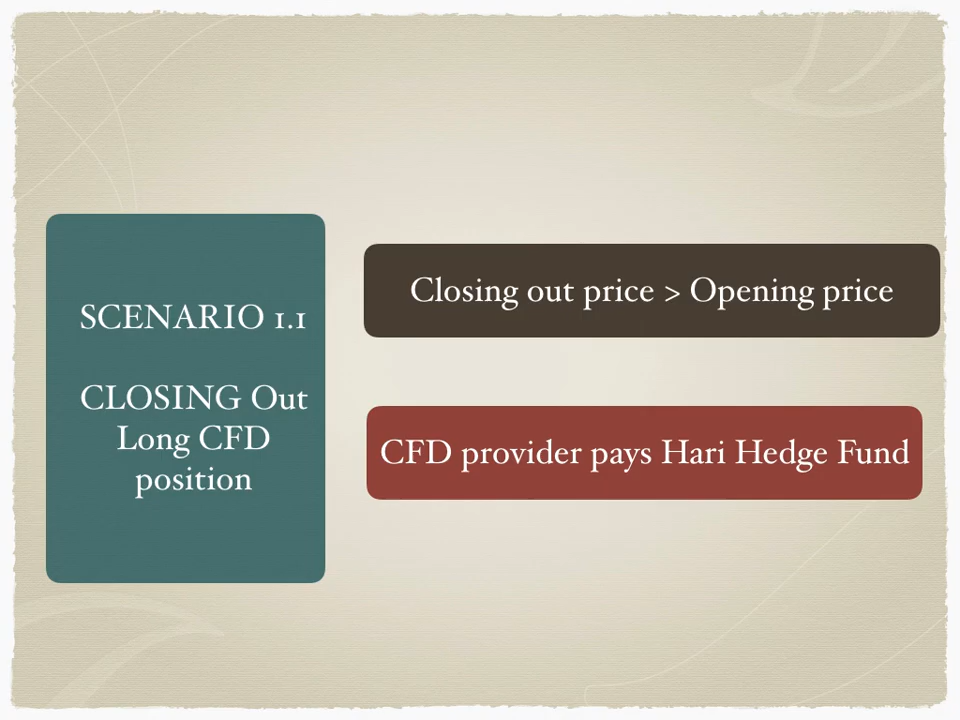 SCENARIO 1.1
CLOSING Out
Long CFD
position
Closing out price > Opening price
CFD provider pays Hari Hedge Fund